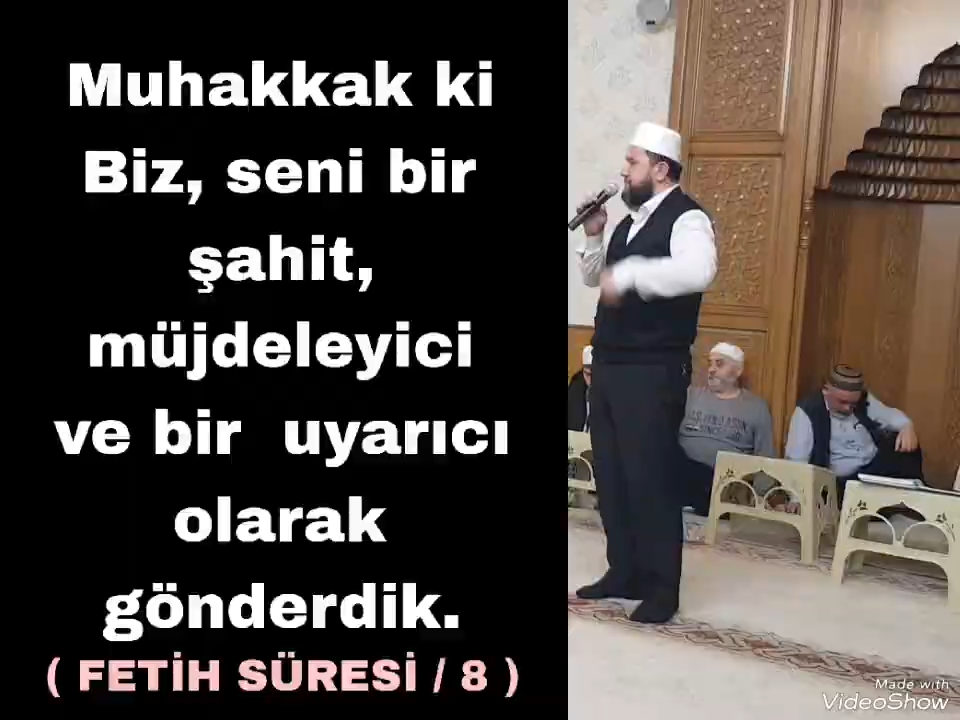 Muhakkak ki
Biz, seni bir
şahit,
müjdeleyici
ve bir uyarıcı
olarak
gönderdik.
( FETİH SÜRESİ / 8 )
Made with
VideoShow